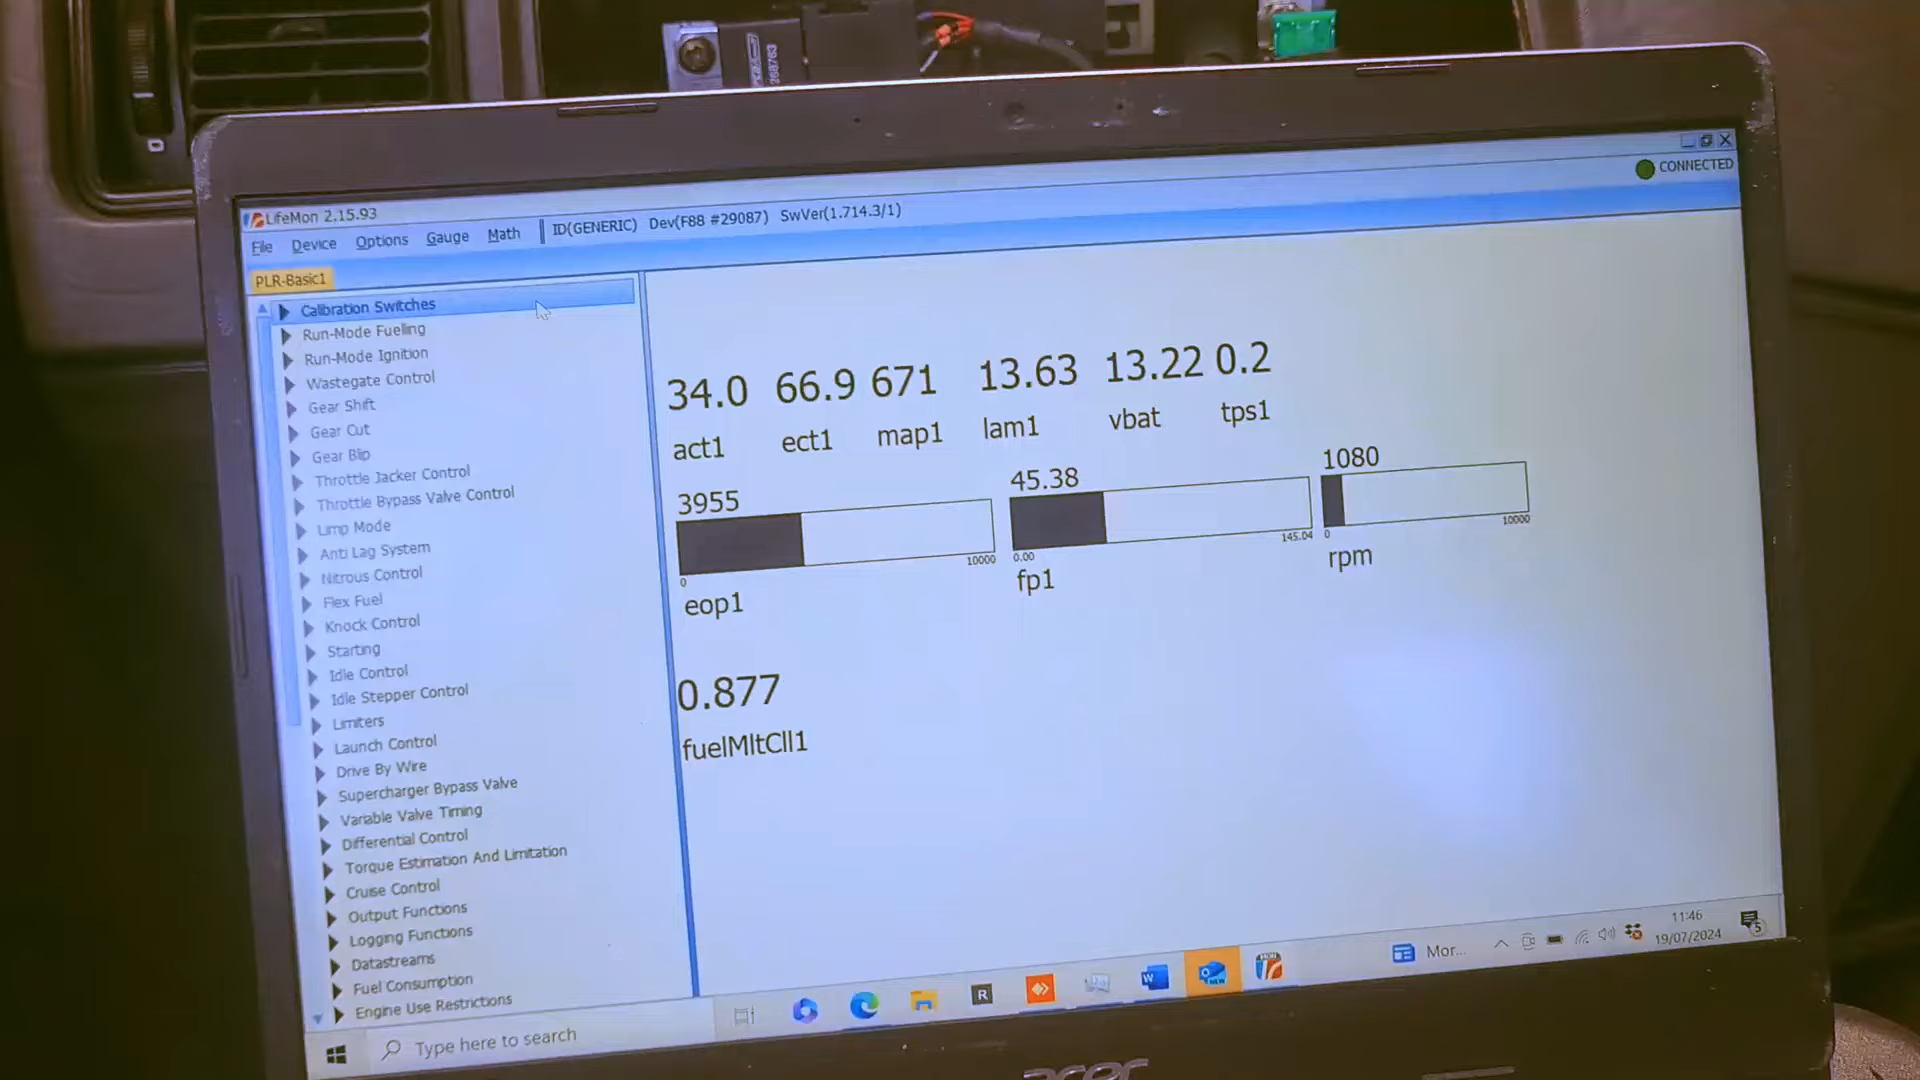 268763
LifeMon 2.15.93
CONNECTED
File Device Options Gauge Math ID(GENERIC) Dev(F88 #29087) SwVer(1.714.3/1)
PLR-Basic1
Calibration Switches
Run-Mode Fuelling
Run-Mode Ignition
Wastegate Control
Gear Shift
Gear Cut
Gear Blip
Throttle Jacker Control
Throttle Bypass Valve Control
Limp Mode
Anti Lag System
Nitrous Control
Flex Fuel
Knock Control
Starting
Idle Control
Idle Stepper Control
Limiters
Launch Control
Drive By Wire
Supercharger Bypass Valve
Variable Valve Timing
Differential Control
Torque Estimation And Limitation
Cruise Control
Output Functions
Logging Functions
Datastreams
Fuel Consumption
Engine Use Restrictions
34.0 66.9 671 13.63 13.22 0.2
act1 ect1 map1 lam1 vbat tps1
3955 45.38 1080
0 10000 0.00 145.04 0 10000
eop1 fp1 rpm
0.877
fuelMltCll1
Type here to search
R
W
NEW
MON
Mor...
11:46
19/07/2024
5
acer